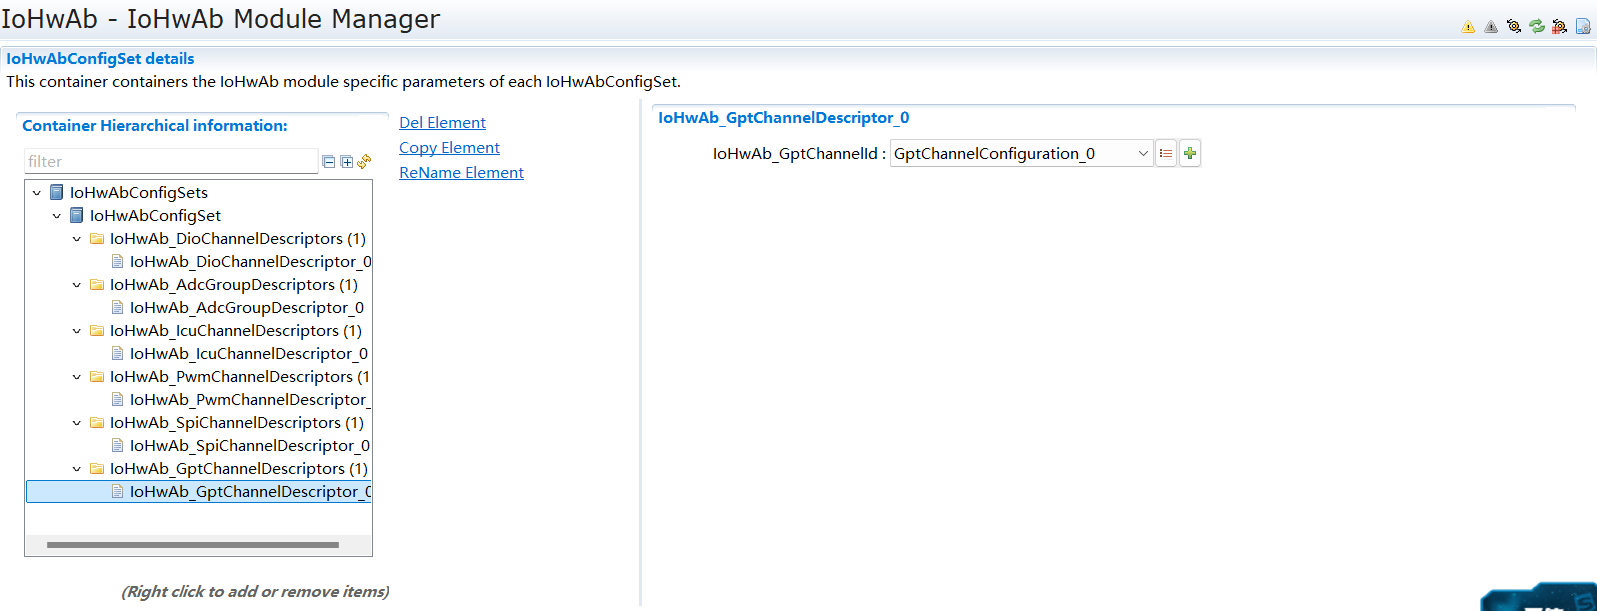 IoHwAb - IoHwAb Module Manager
IoHwAbConfigSet details
This container containers the IoHwAb module specific parameters of each IoHwAbConfigSet.
Container Hierarchical information:
filter
IoHwAbConfigSets
IoHwAbConfigSet
IoHwAb_DioChannelDescriptors (1)
IoHwAb_DioChannelDescriptor_0
IoHwAb_AdcGroupDescriptors (1)
IoHwAb_AdcGroupDescriptor_0
IoHwAb_IcuChannelDescriptors (1)
IoHwAb_IcuChannelDescriptor_0
IoHwAb_PwmChannelDescriptors (1
IoHwAb_PwmChannelDescriptor_
IoHwAb_SpiChannelDescriptors (1)
IoHwAb_SpiChannelDescriptor_0
IoHwAb_GptChannelDescriptors (1)
IoHwAb_GptChannelDescriptor_0
(Right click to add or remove items)
Del Element
Copy Element
ReName Element
IoHwAb_GptChannelDescriptor_0
IoHwAb_GptChannelId : GptChannelConfiguration_0